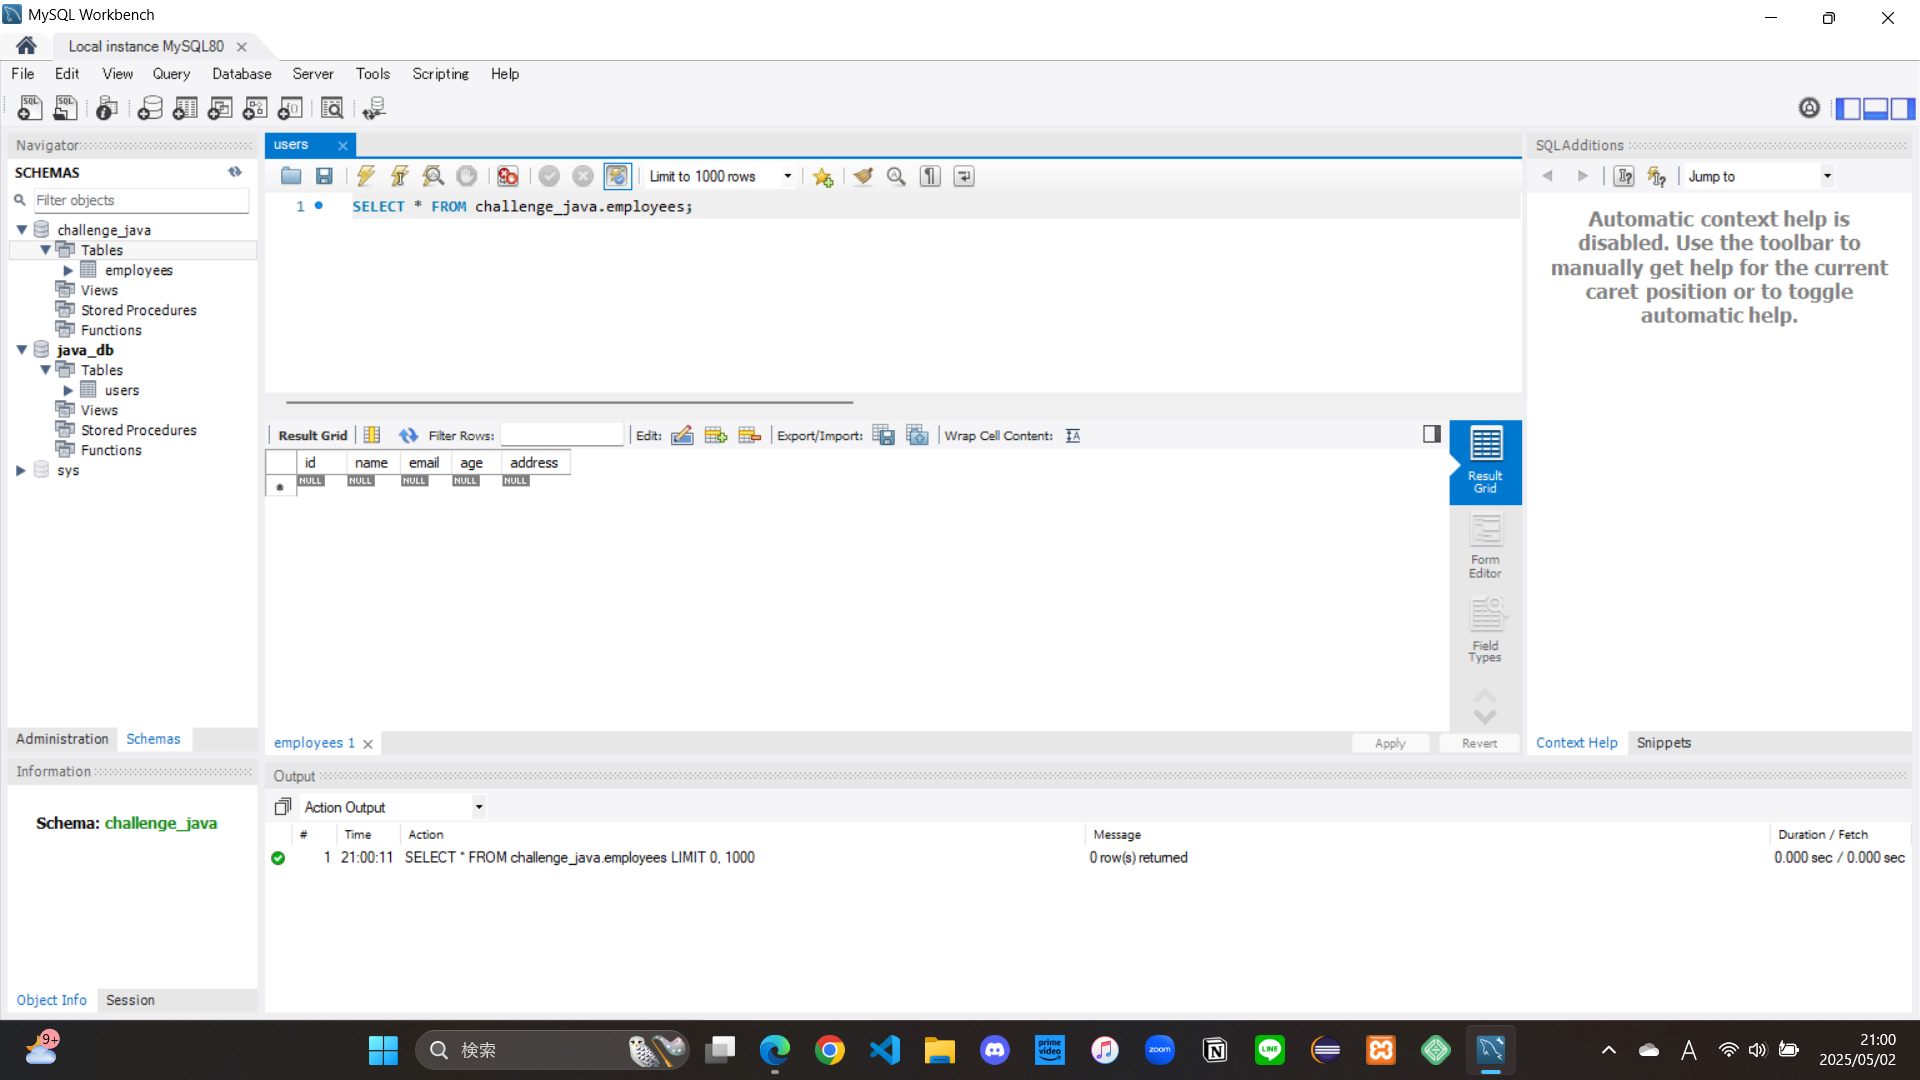 MySQL Workbench
Local instance MySQL80
File Edit View Query Database Server Tools Scripting Help
Navigator
SCHEMAS
Filter objects
challenge_java
Tables
employees
Views
Stored Procedures
Functions
java_db
Tables
users
Views
Stored Procedures
Functions
sys
Administration Schemas
Information
Schema: challenge_java
Object Info Session
users
Limit to 1000 rows
1 SELECT * FROM challenge_java.employees;
Result Grid Filter Rows: Edit: Export/Import: Wrap Cell Content:
id name email age address
NULL NULL NULL NULL NULL
Result
Grid
Form
Editor
Field
Types
employees 1
Apply Revert
SQLAdditions
Jump to
Automatic context help is
disabled. Use the toolbar to
manually get help for the current
caret position or to toggle
automatic help.
Context Help Snippets
Output
Action Output
# Time Action Message Duration / Fetch
1 21:00:11 SELECT * FROM challenge_java.employees LIMIT 0, 1000 0 row(s) returned 0.000 sec / 0.000 sec
9+
検索
prime
video
zoom
LINE
A
21:00
2025/05/02